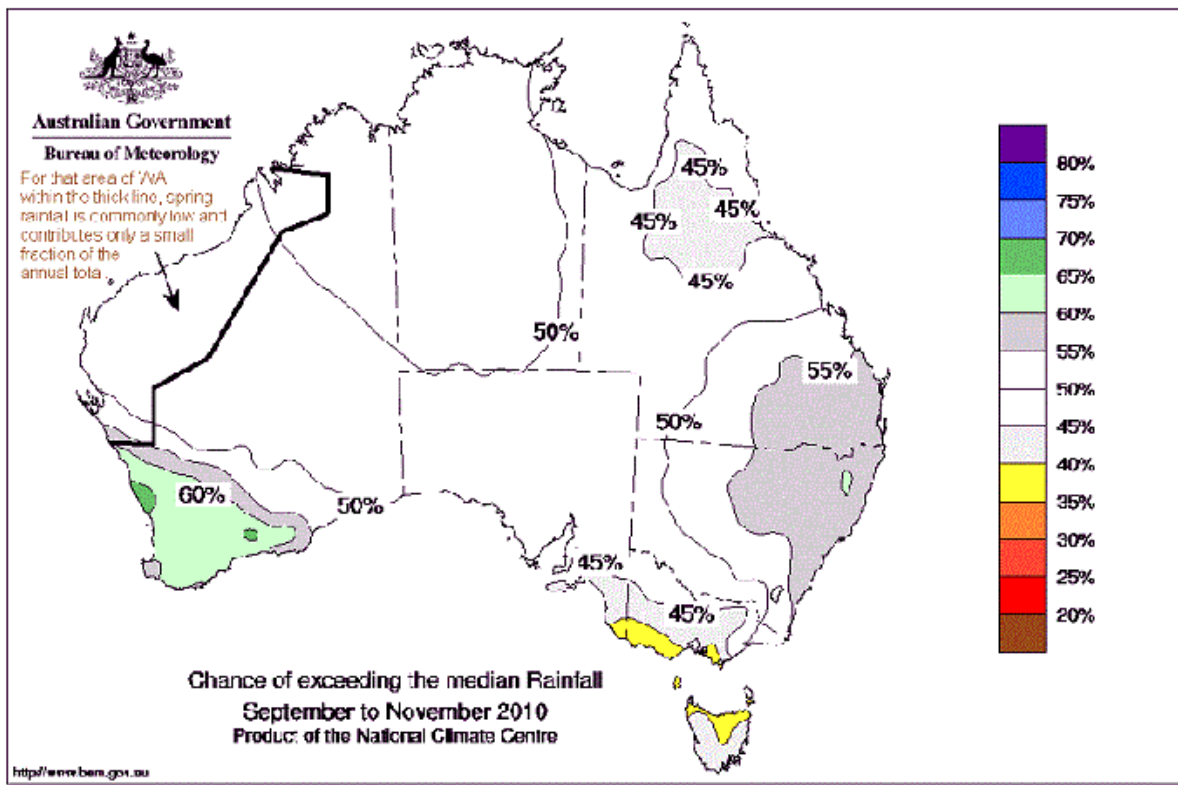 Australian Government
Bureau of Meteorology
For that area of WA
within the thick line, spring
rainfall is commonly low and
contributes only a small
fraction of the
annual total.
45%
45%
45%
45%
50%
55%
50%
60%
50%
45%
45%
80%
75%
70%
65%
60%
55%
50%
45%
40%
35%
30%
25%
20%
Chance of exceeding the median Rainfall
September to November 2010
Product of the National Climate Centre
http://www.bom.gov.au